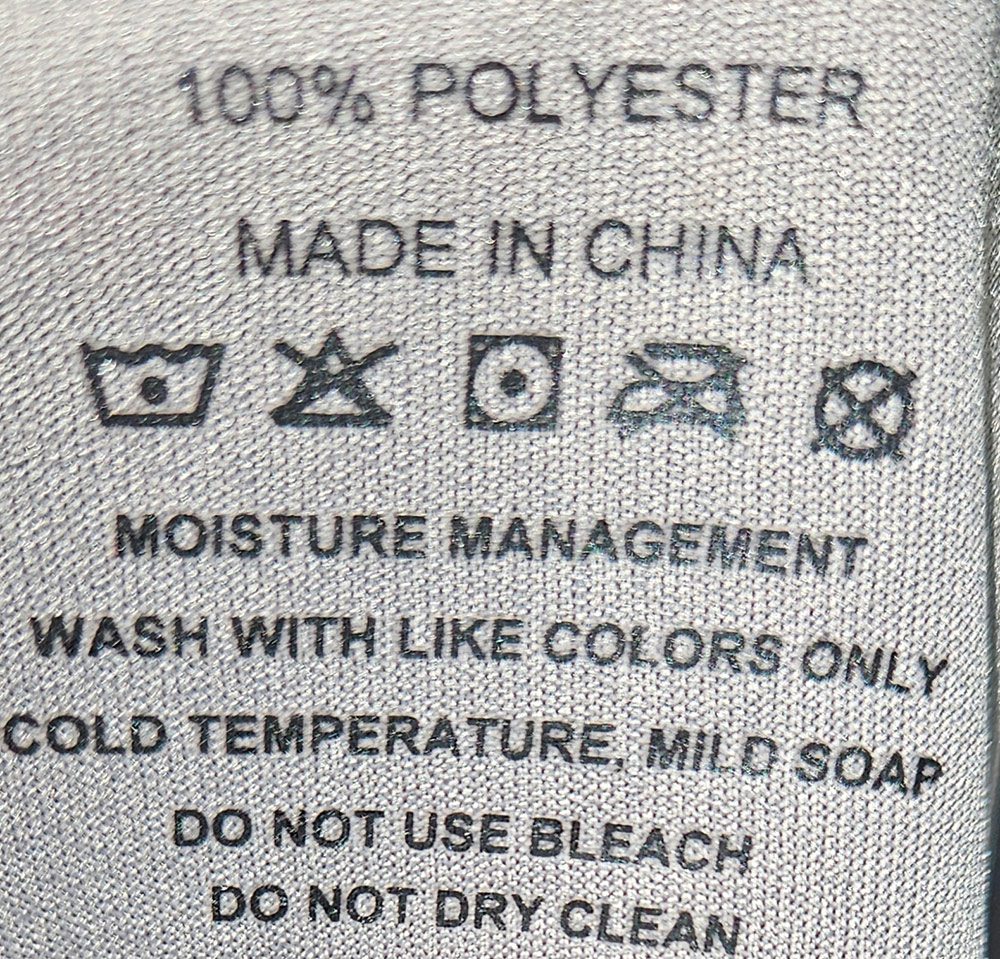 100% POLYESTER
MADE IN CHINA
MOISTURE MANAGEMENT
WASH WITH LIKE COLORS ONLY
COLD TEMPERATURE, MILD SOAP
DO NOT USE BLEACH
DO NOT DRY CLEAN